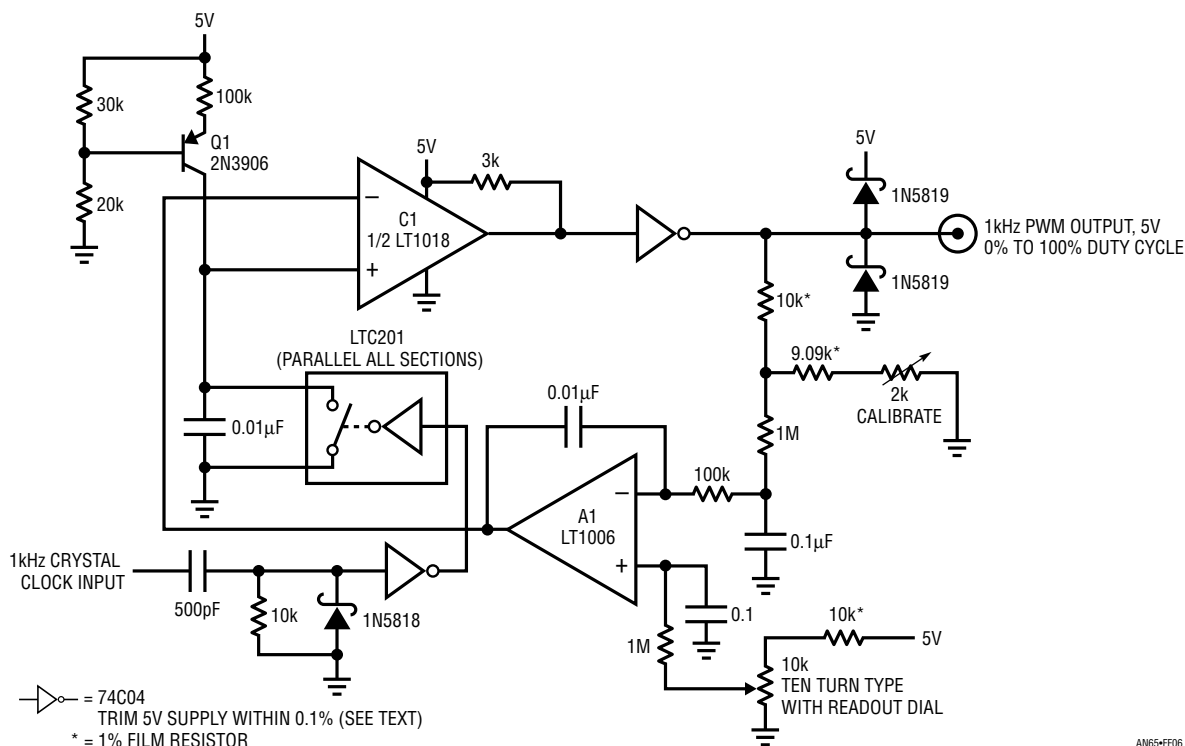 5V
30k
100k
Q1
2N3906
20k
5V
3k
−
C1
1/2 LT1018
+
5V
1N5819
1kHz PWM OUTPUT, 5V
0% TO 100% DUTY CYCLE
1N5819
10k*
LTC201
(PARALLEL ALL SECTIONS)
9.09k*
2k
CALIBRATE
0.01µF
0.01µF
1M
100k
−
A1
LT1006
+
0.1µF
1kHz CRYSTAL
CLOCK INPUT
500pF
10k
1N5818
0.1
1M
10k*
5V
10k
TEN TURN TYPE
WITH READOUT DIAL
= 74C04
TRIM 5V SUPPLY WITHIN 0.1% (SEE TEXT)
* = 1% FILM RESISTOR
AN65•FF06